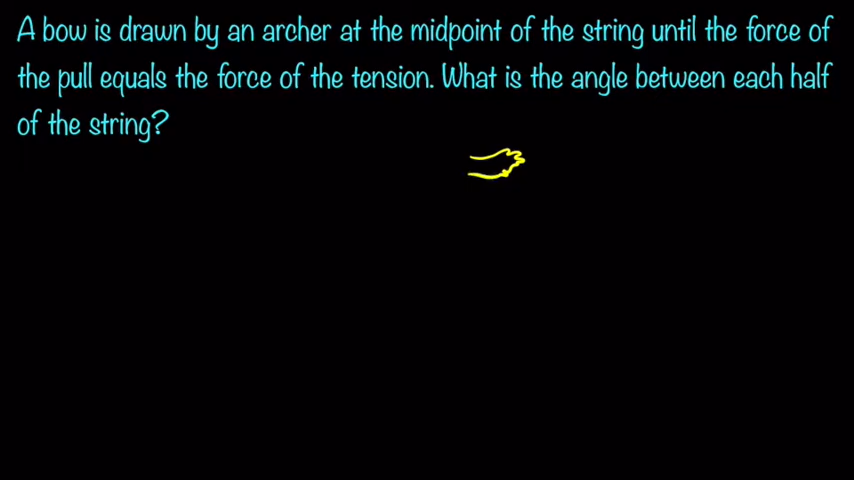 A bow is drawn by an archer at the midpoint of the string until the force of
the pull equals the force of the tension. What is the angle between each half
of the string?